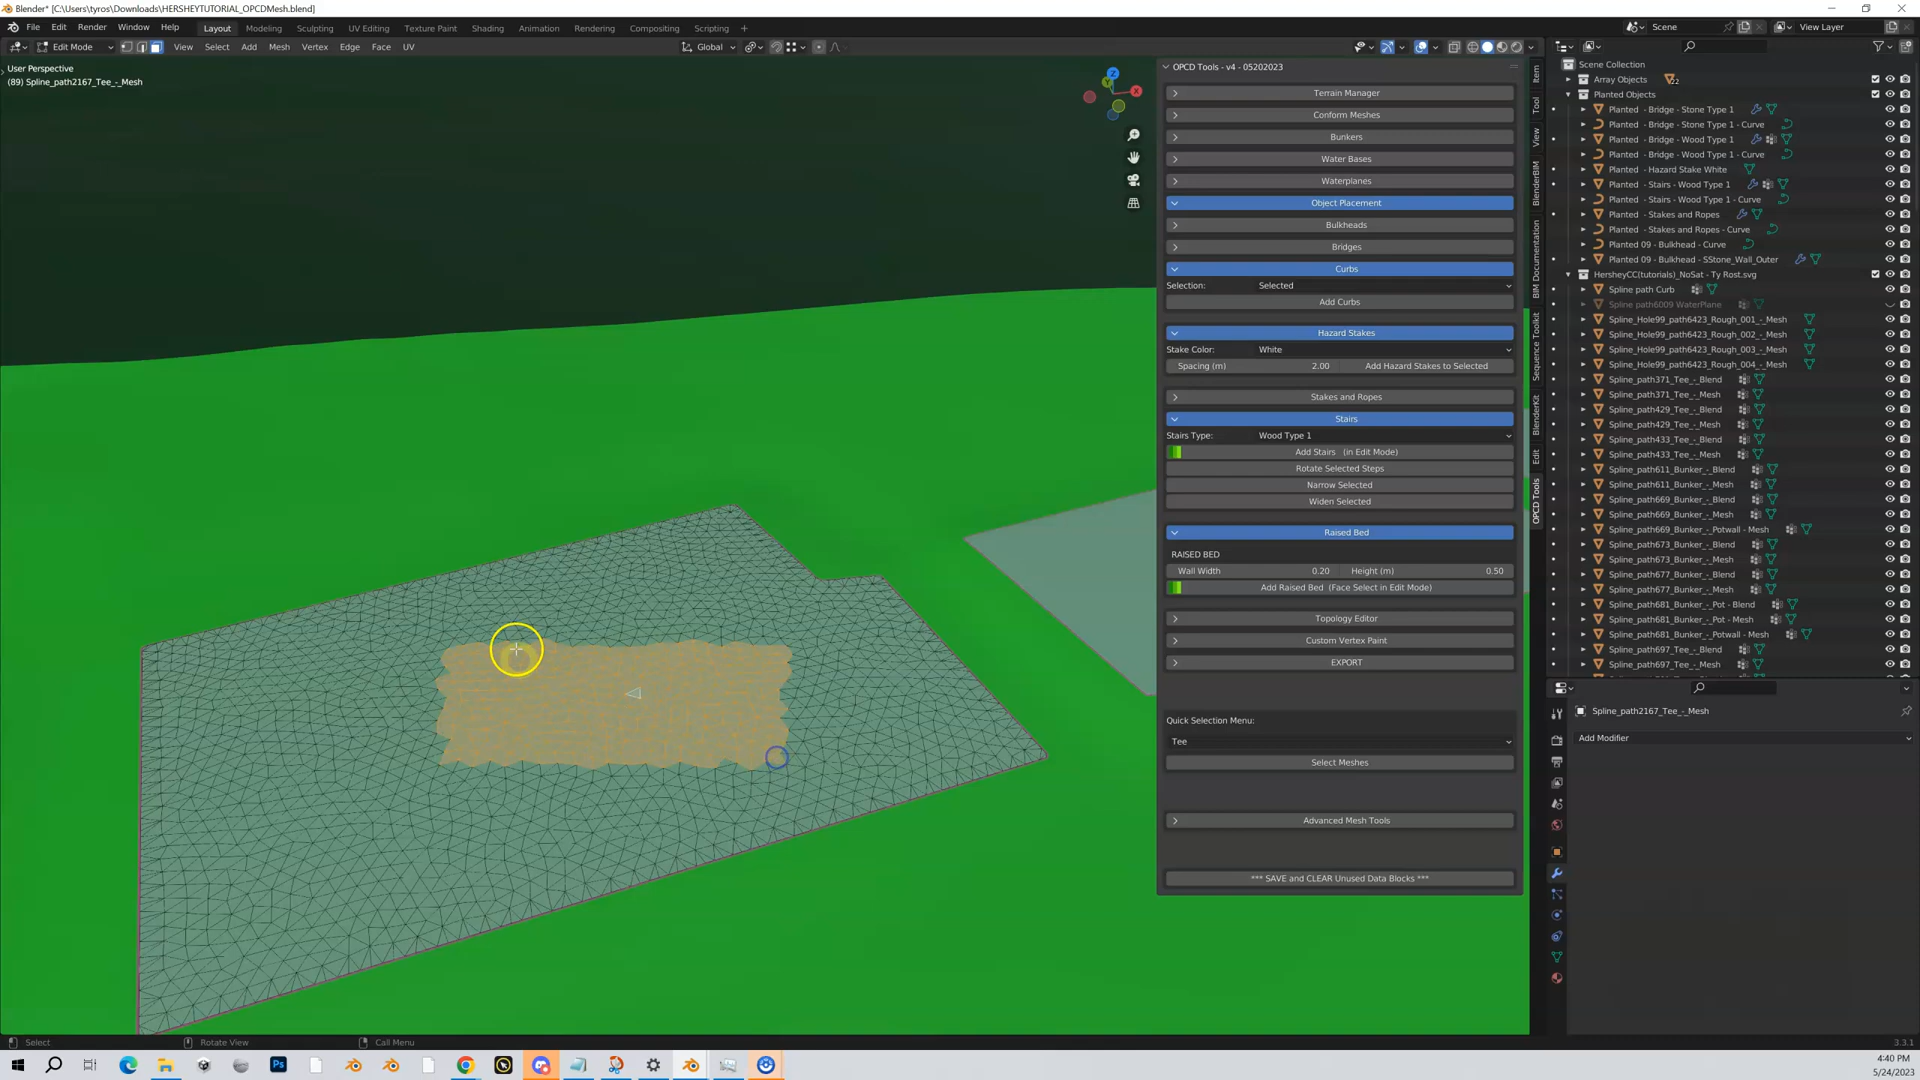 Blender* [C:\Users\tyros\Downloads\HERSHEYTUTORIAL_OPCDMesh.blend]
File Edit Render Window Help Layout Modeling Sculpting UV Editing Texture Paint Shading Animation Rendering Compositing Scripting + Scene View Layer
Edit Mode View Select Add Mesh Vertex Edge Face UV Global
User Perspective
(89) Spline_path2167_Tee_-_Mesh
Z
X
Y
OPCD Tools - v4 - 05202023
Terrain Manager
Conform Meshes
Bunkers
Water Bases
Waterplanes
Object Placement
Bulkheads
Bridges
Curbs
Selection: Selected
Add Curbs
Hazard Stakes
Stake Color: White
Spacing (m) 2.00 Add Hazard Stakes to Selected
Stakes and Ropes
Stairs
Stairs Type: Wood Type 1
Add Stairs (in Edit Mode)
Rotate Selected Steps
Narrow Selected
Widen Selected
Raised Bed
RAISED BED
Wall Width 0.20 Height (m) 0.50
Add Raised Bed (Face Select in Edit Mode)
Topology Editor
Custom Vertex Paint
EXPORT
Quick Selection Menu:
Tee
Select Meshes
Advanced Mesh Tools
*** SAVE and CLEAR Unused Data Blocks ***
Item
Tool
View
BlenderBIM
BIM Documentation
Sequence Toolkit
BlenderKit
Edit
OPCD Tools
Scene Collection
Array Objects 22
Planted Objects
Planted - Bridge - Stone Type 1
Planted - Bridge - Stone Type 1 - Curve
Planted - Bridge - Wood Type 1
Planted - Bridge - Wood Type 1 - Curve
Planted - Hazard Stake White
Planted - Stairs - Wood Type 1
Planted - Stairs - Wood Type 1 - Curve
Planted - Stakes and Ropes
Planted - Stakes and Ropes - Curve
Planted 09 - Bulkhead - Curve
Planted 09 - Bulkhead - SStone_Wall_Outer
HersheyCC(tutorials)_NoSat - Ty Rost.svg
Spline path Curb
Spline path6009 WaterPlane
Spline_Hole99_path6423_Rough_001_-_Mesh
Spline_Hole99_path6423_Rough_002_-_Mesh
Spline_Hole99_path6423_Rough_003_-_Mesh
Spline_Hole99_path6423_Rough_004_-_Mesh
Spline_path371_Tee_-_Blend
Spline_path371_Tee_-_Mesh
Spline_path429_Tee_-_Blend
Spline_path429_Tee_-_Mesh
Spline_path433_Tee_-_Blend
Spline_path433_Tee_-_Mesh
Spline_path611_Bunker_-_Blend
Spline_path611_Bunker_-_Mesh
Spline_path669_Bunker_-_Blend
Spline_path669_Bunker_-_Mesh
Spline_path669_Bunker_-_Potwall - Mesh
Spline_path673_Bunker_-_Blend
Spline_path673_Bunker_-_Mesh
Spline_path677_Bunker_-_Blend
Spline_path677_Bunker_-_Mesh
Spline_path681_Bunker_-_Pot - Blend
Spline_path681_Bunker_-_Pot - Mesh
Spline_path681_Bunker_-_Potwall - Mesh
Spline_path697_Tee_-_Blend
Spline_path697_Tee_-_Mesh
Spline_path2167_Tee_-_Mesh
Add Modifier
Select Rotate View Call Menu 3.3.1
Ps
4:40 PM
5/24/2023